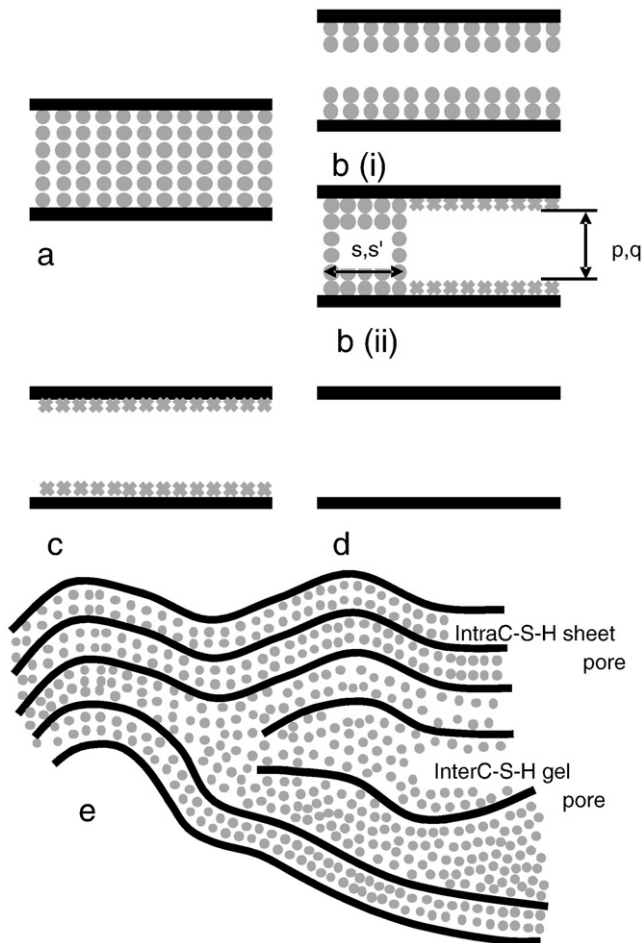 a
b (i)
s,s'
p,q
b (ii)
c
d
IntraC-S-H sheet
pore
InterC-S-H gel
pore
e